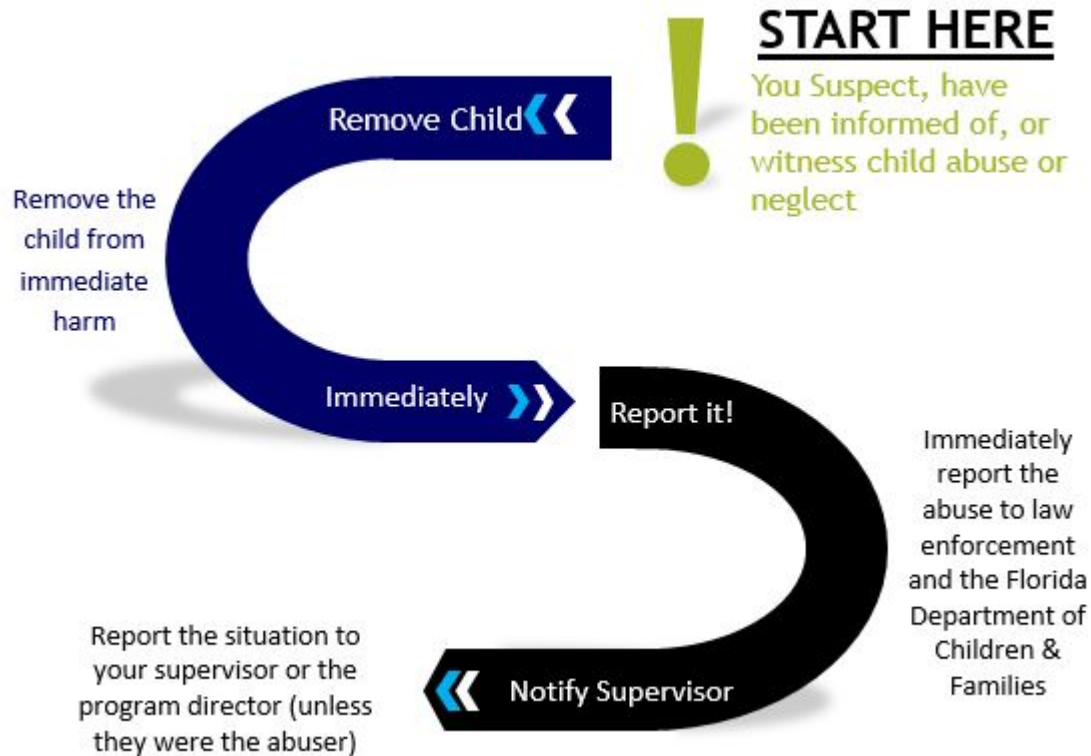 START HERE
You Suspect, have
been informed of, or
witness child abuse or
neglect
Remove Child
Remove the
child from
immediate
harm
Immediately
Report it!
Immediately
report the
abuse to law
enforcement
and the Florida
Department of
Children &
Families
Notify Supervisor
Report the situation to
your supervisor or the
program director (unless
they were the abuser)